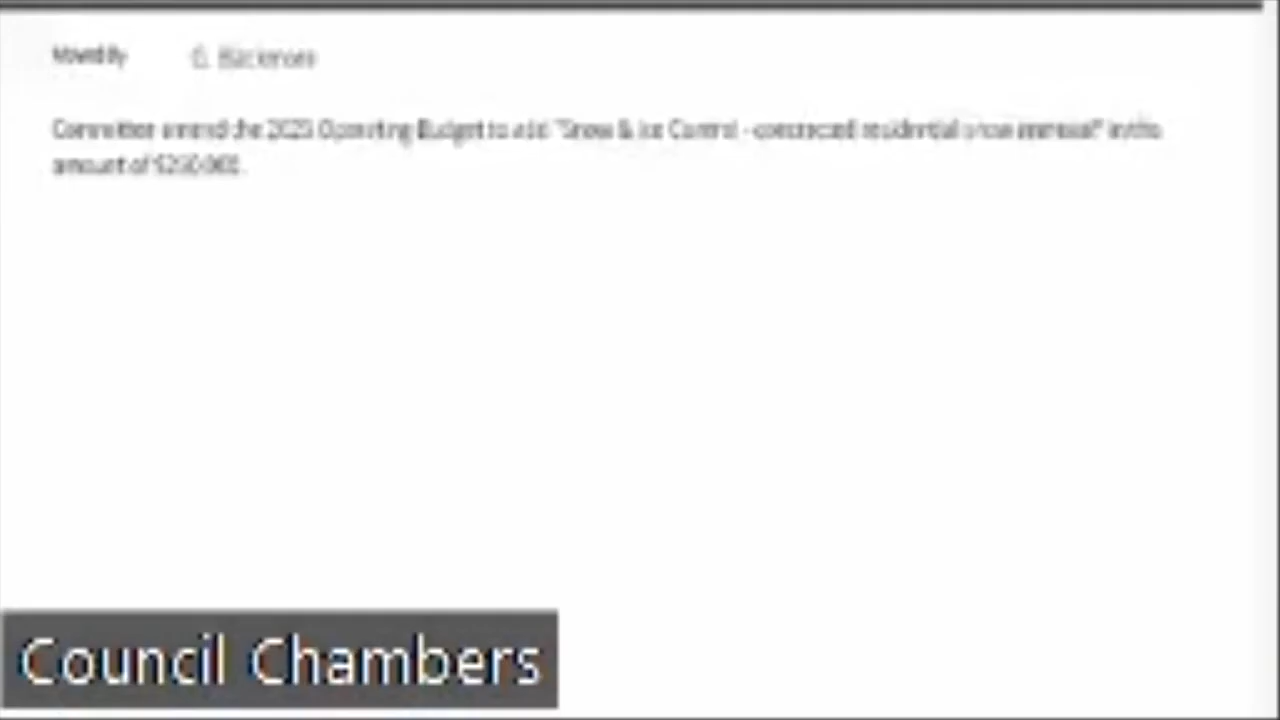 Moved By
Committee amend the Operating Budget to add "Snow & Ice Control - contracted residential snow removal" in the
amount of
Council Chambers